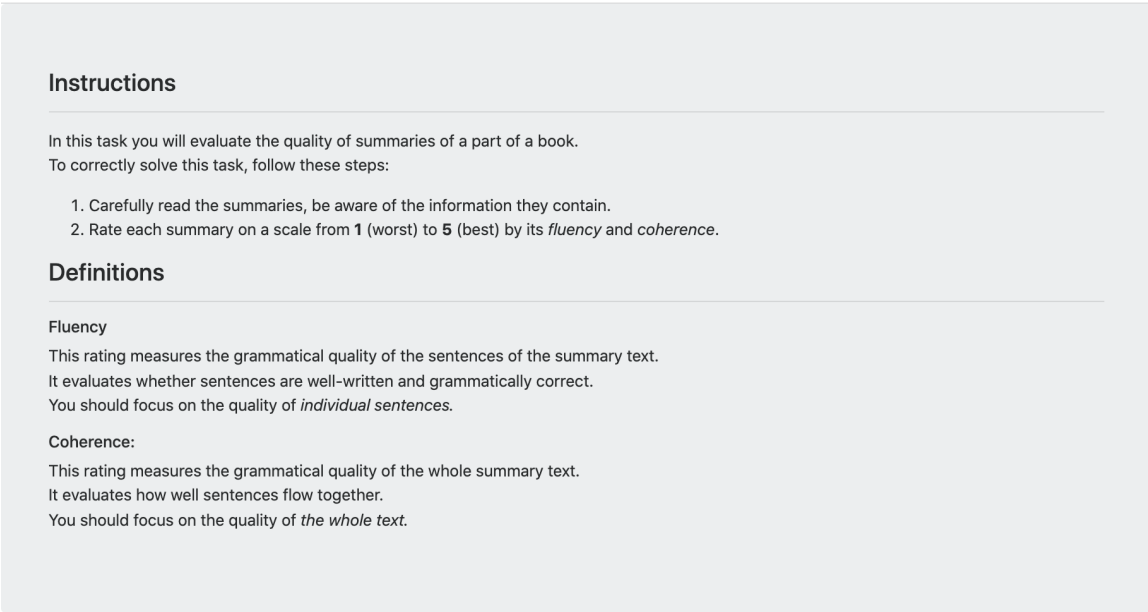 Instructions
In this task you will evaluate the quality of summaries of a part of a book.
To correctly solve this task, follow these steps:
1. Carefully read the summaries, be aware of the information they contain.
2. Rate each summary on a scale from 1 (worst) to 5 (best) by its fluency and coherence.
Definitions
Fluency
This rating measures the grammatical quality of the sentences of the summary text.
It evaluates whether sentences are well-written and grammatically correct.
You should focus on the quality of individual sentences.
Coherence:
This rating measures the grammatical quality of the whole summary text.
It evaluates how well sentences flow together.
You should focus on the quality of the whole text.